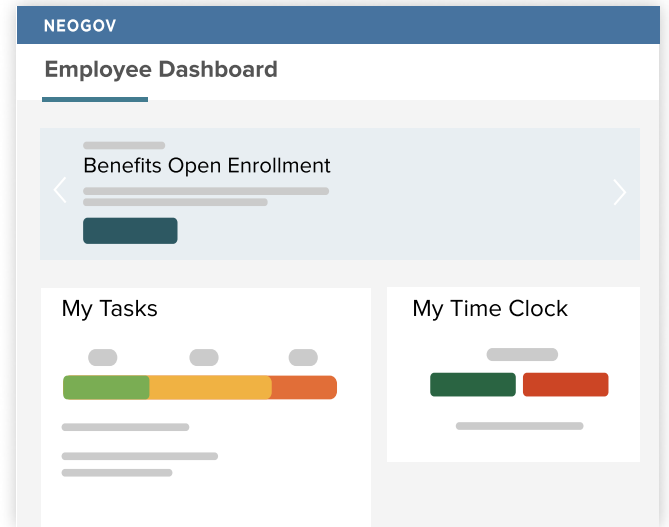 NEOGOV
Employee Dashboard
Benefits Open Enrollment
My Tasks
My Time Clock